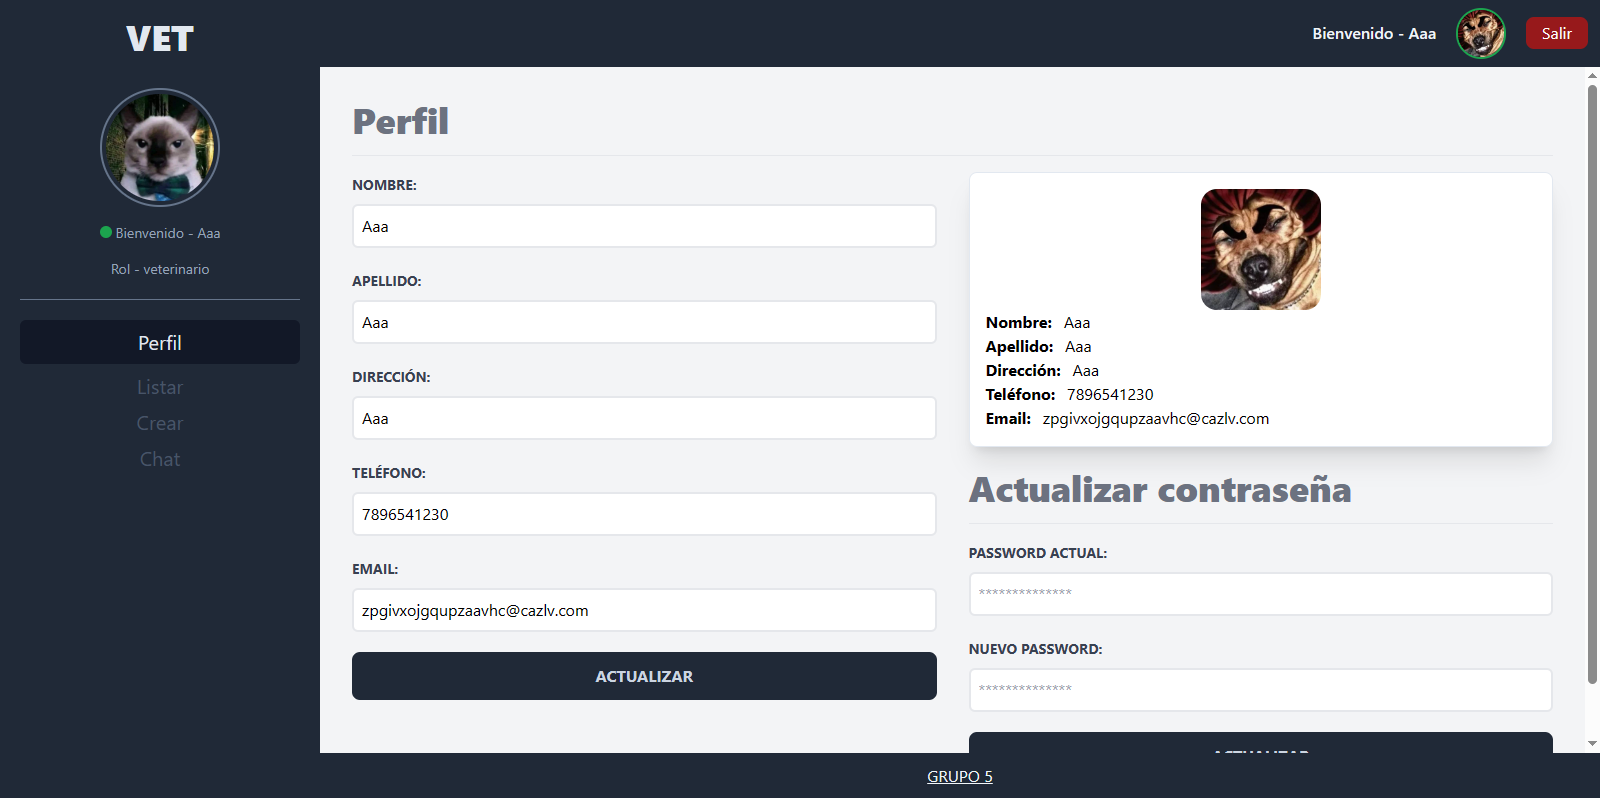 VET
Bienvenido - Aaa
Rol - veterinario
Perfil
Listar
Crear
Chat
Bienvenido - Aaa
Salir
Perfil
NOMBRE:
Aaa
APELLIDO:
Aaa
DIRECCIÓN:
Aaa
TELÉFONO:
7896541230
EMAIL:
zpgivxojgqupzaavhc@cazlv.com
ACTUALIZAR
Nombre: Aaa
Apellido: Aaa
Dirección: Aaa
Teléfono: 7896541230
Email: zpgivxojgqupzaavhc@cazlv.com
Actualizar contraseña
PASSWORD ACTUAL:
**************
NUEVO PASSWORD:
**************
ACTUALIZAR
GRUPO 5